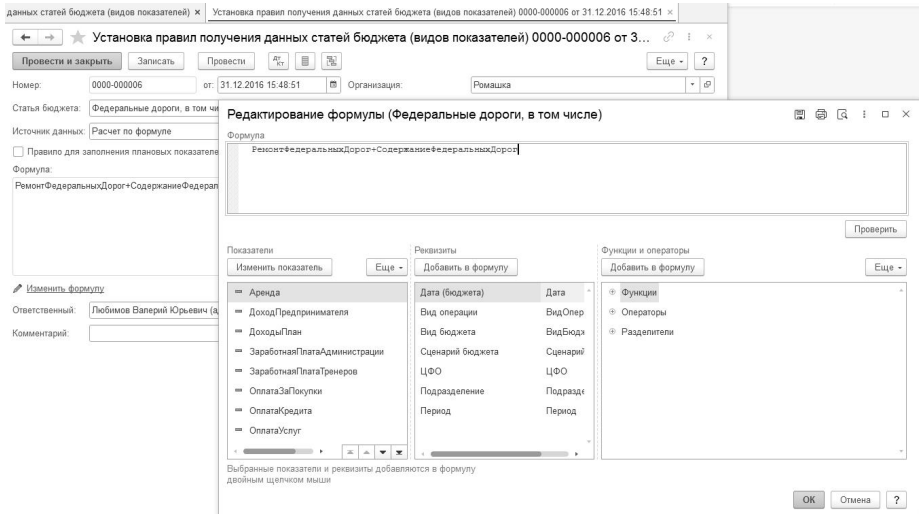 данных статей бюджета (видов показателей) × Установка правил получения данных статей бюджета (видов показателей) 0000-000006 от 31.12.2016 15:48:51 ×
Установка правил получения данных статей бюджета (видов показателей) 0000-000006 от 3...
Провести и закрыть Записать Провести Еще ?
Номер: 0000-000006 от: 31.12.2016 15:48:51 Организация: Ромашка
Статья бюджета: Федеральные дороги, в том чи
Источник данных: Расчет по формуле
Правило для заполнения плановых показателе
Формула:
РемонтФедеральныхДорог+СодержаниеФедерал
Изменить формулу
Ответственный: Любимов Валерий Юрьевич (а
Комментарий:
Редактирование формулы (Федеральные дороги, в том числе)
Формула
РемонтФедеральныхДорог+СодержаниеФедеральныхДорог
Проверить
Показатели Реквизиты Функции и операторы
Изменить показатель Еще Добавить в формулу Добавить в формулу Еще
Аренда Дата (бюджета) Дата Функции
ДоходПредпринимателя Вид операции ВидОпер Операторы
ДоходыПлан Вид бюджета ВидБюдж Разделители
ЗаработнаяПлатаАдминистрации Сценарий бюджета Сценарий
ЗаработнаяПлатаТренеров ЦФО ЦФО
ОплатаЗаПокупки Подразделение Подразде
ОплатаКредита Период Период
ОплатаУслуг
Выбранные показатели и реквизиты добавляются в формулу
двойным щелчком мыши
ОК Отмена ?